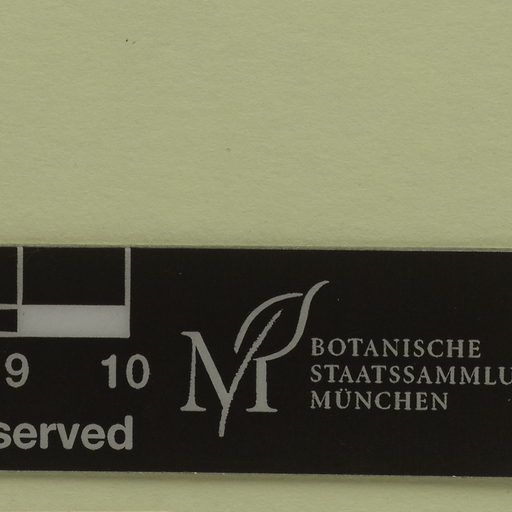 9 10
served
BOTANISCHE
STAATSSAMMLU
MÜNCHEN